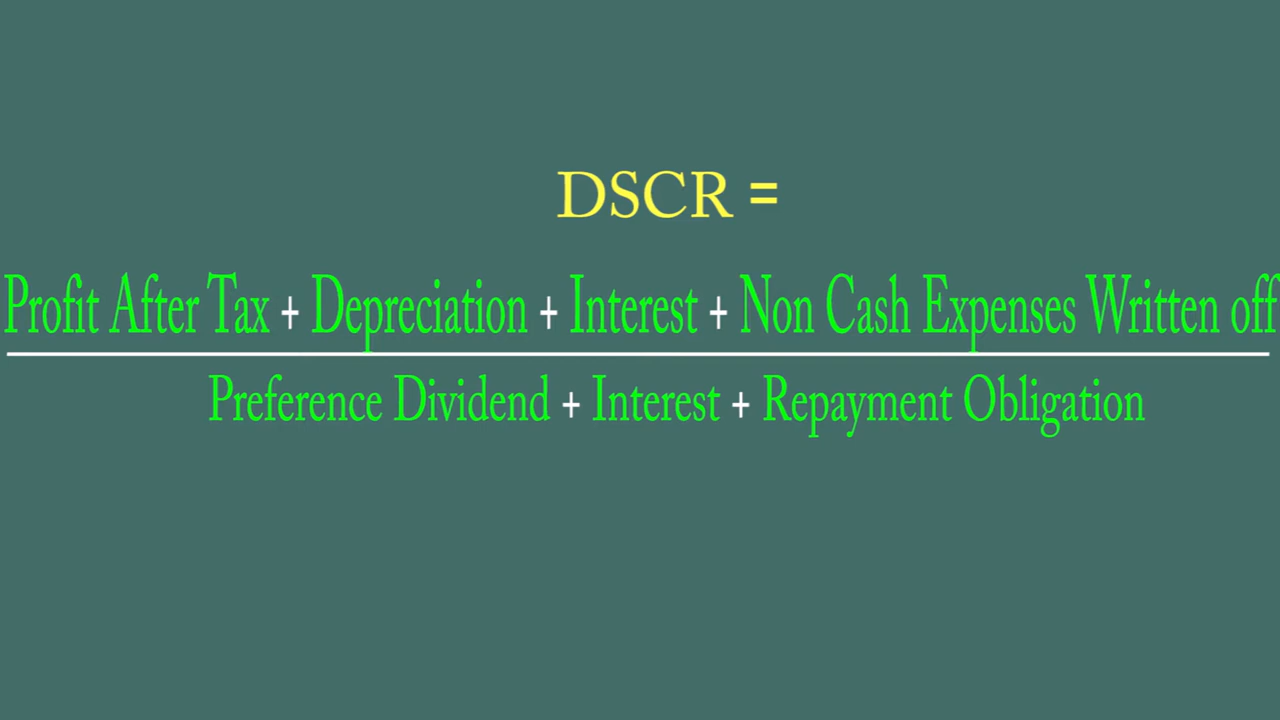 DSCR =
Profit After Tax + Depreciation + Interest + Non Cash Expenses Written off
Preference Dividend + Interest + Repayment Obligation